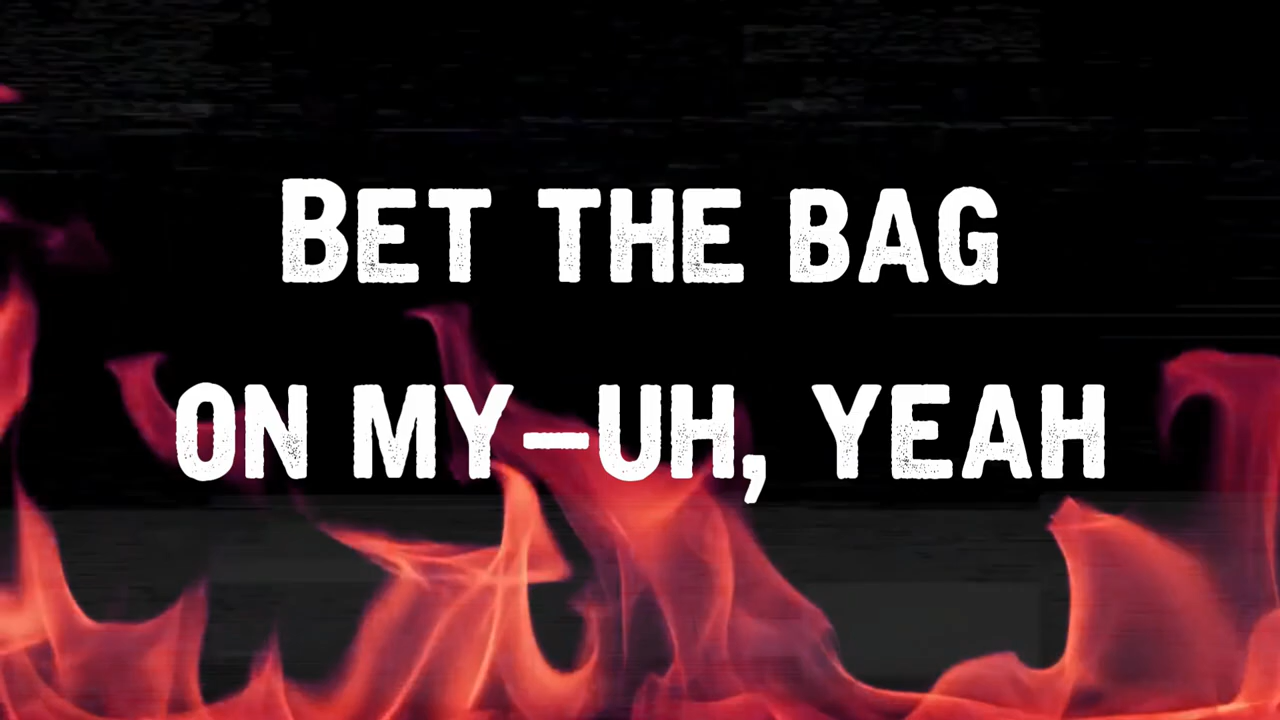 Bet the bag
on my–uh, yeah